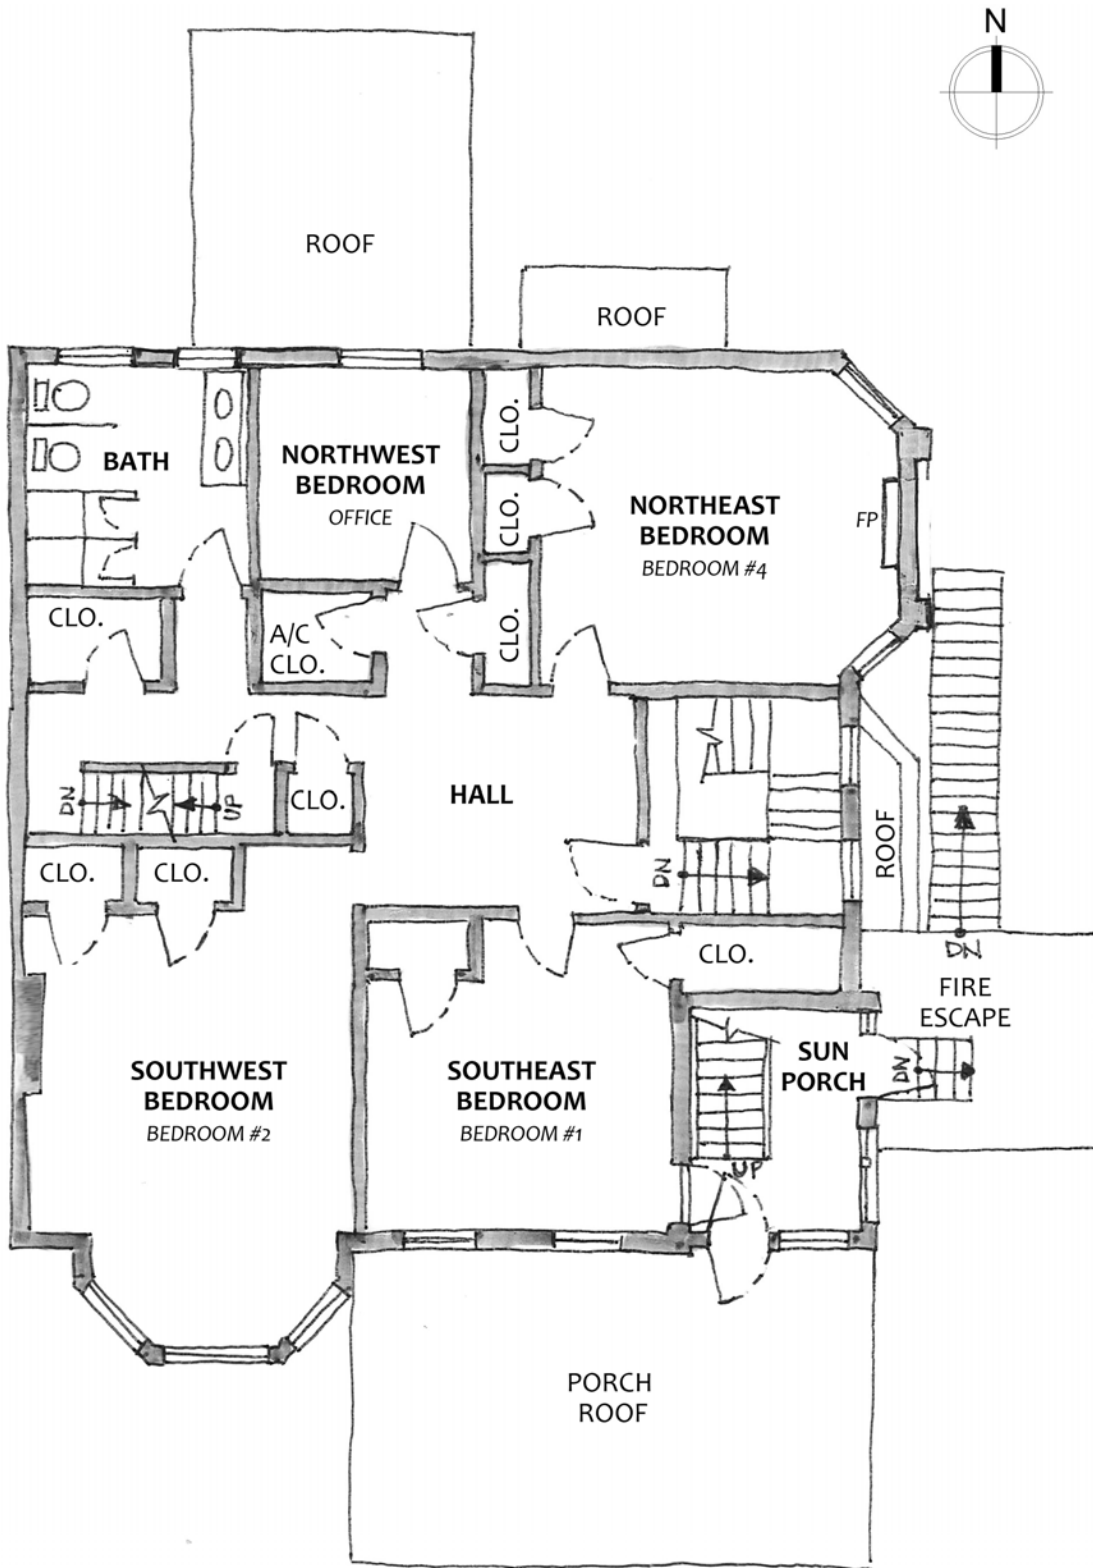 N
ROOF
ROOF
BATH
NORTHWEST
BEDROOM
OFFICE
CLO.
CLO.
NORTHEAST
BEDROOM
BEDROOM #4
FP
CLO.
A/C
CLO.
CLO.
DN
UP
CLO.
HALL
DN
ROOF
CLO.
CLO.
CLO.
DN
FIRE
ESCAPE
SOUTHWEST
BEDROOM
BEDROOM #2
SOUTHEAST
BEDROOM
BEDROOM #1
SUN
PORCH
DN
UP
PORCH
ROOF